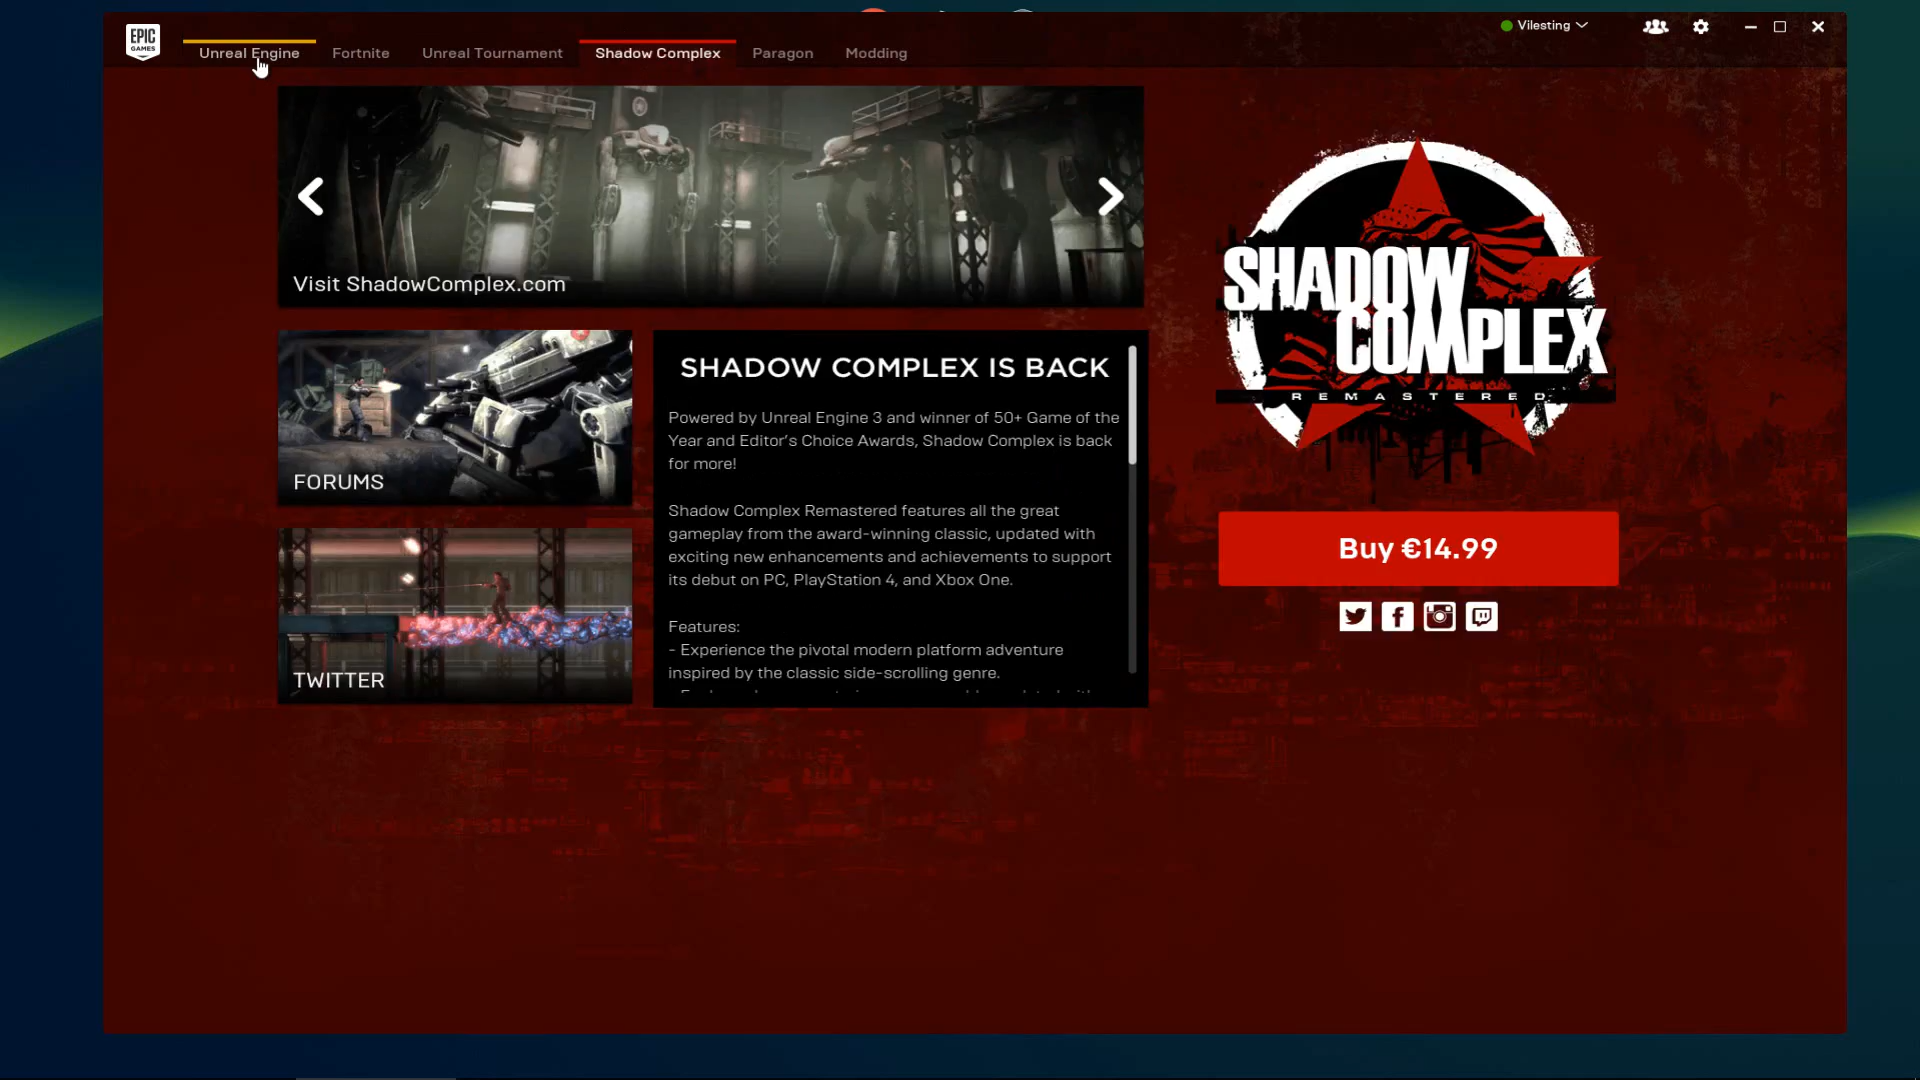 EPIC
GAMES
Unreal Engine
Fortnite
Unreal Tournament
Shadow Complex
Paragon
Modding
Vilesting
Visit ShadowComplex.com
FORUMS
TWITTER
SHADOW COMPLEX IS BACK
Powered by Unreal Engine 3 and winner of 50+ Game of the
Year and Editor's Choice Awards, Shadow Complex is back
for more!
Shadow Complex Remastered features all the great
gameplay from the award-winning classic, updated with
exciting new enhancements and achievements to support
its debut on PC, PlayStation 4, and Xbox One.
Features:
- Experience the pivotal modern platform adventure
inspired by the classic side-scrolling genre.
SHADOW
COMPLEX
REMASTERED
Buy €14.99